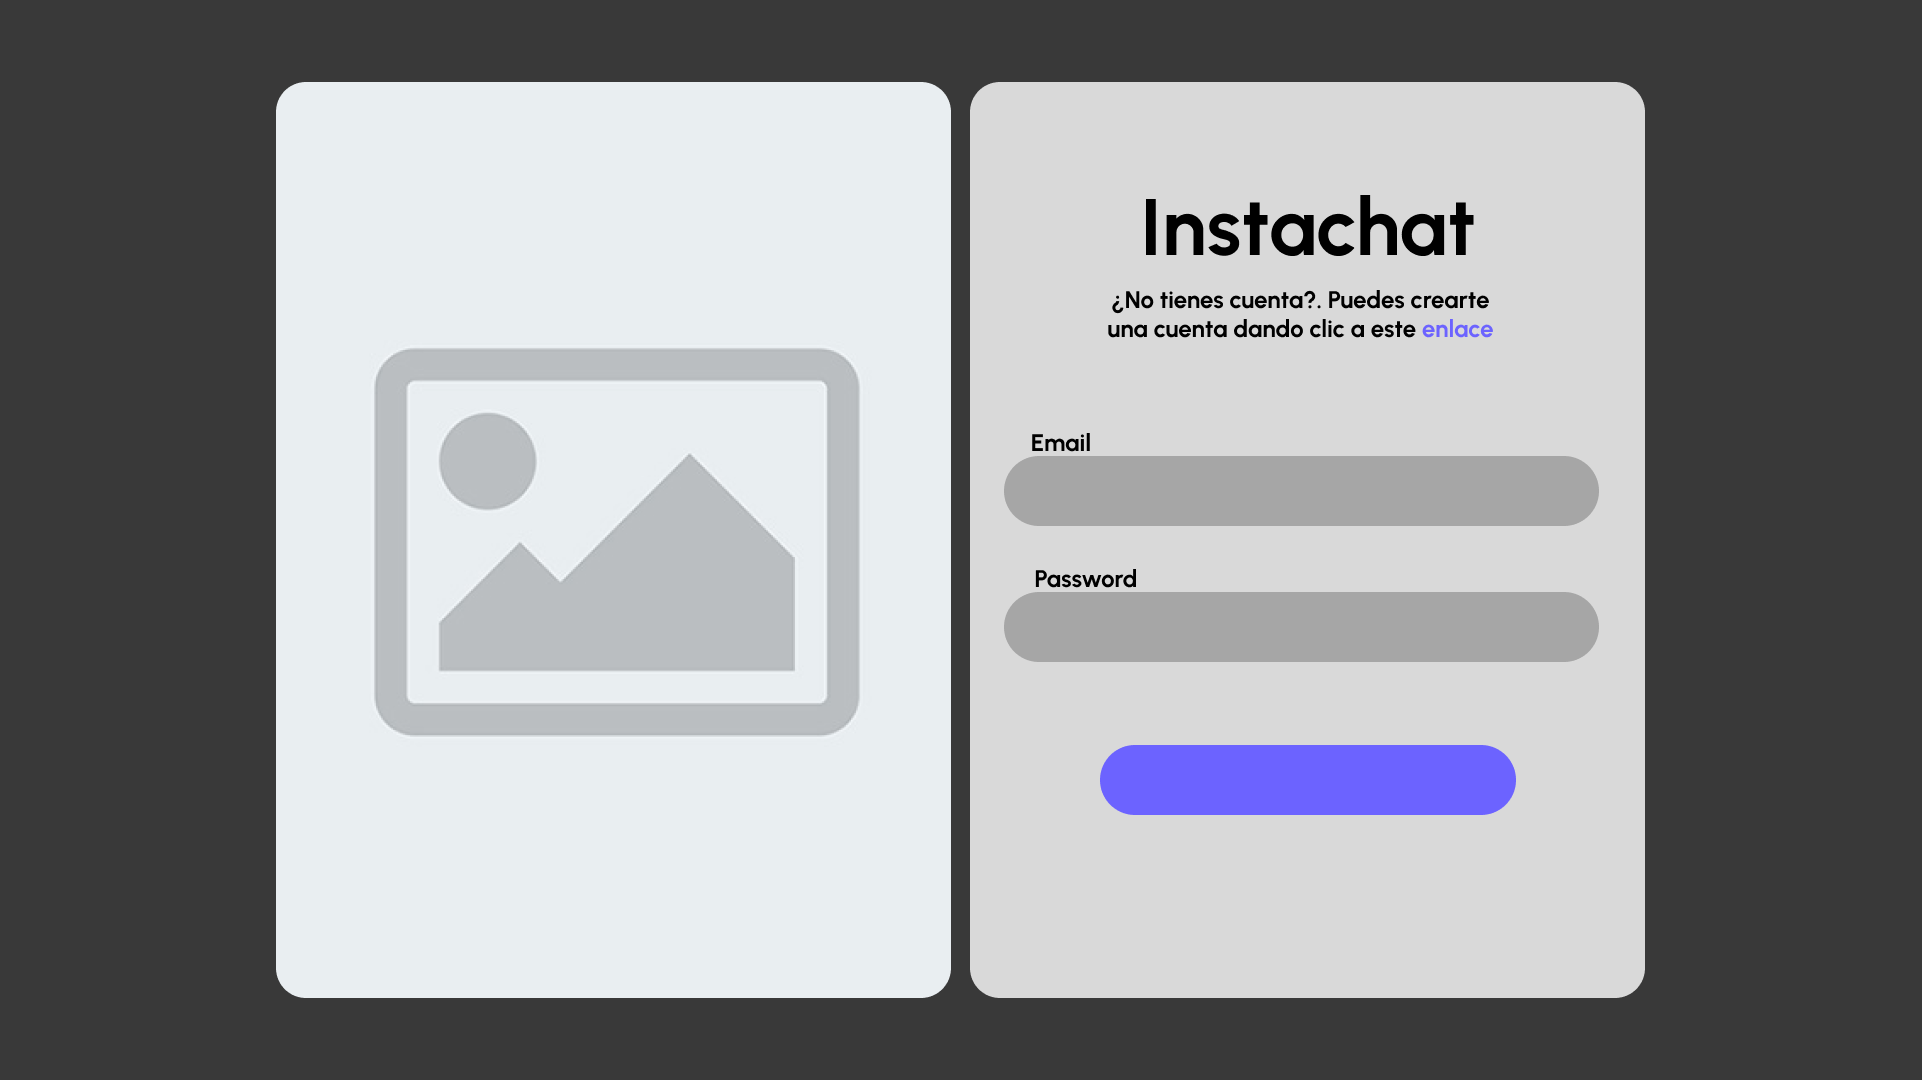 Instachat
¿No tienes cuenta?. Puedes crearte
una cuenta dando clic a este enlace
Email
Password